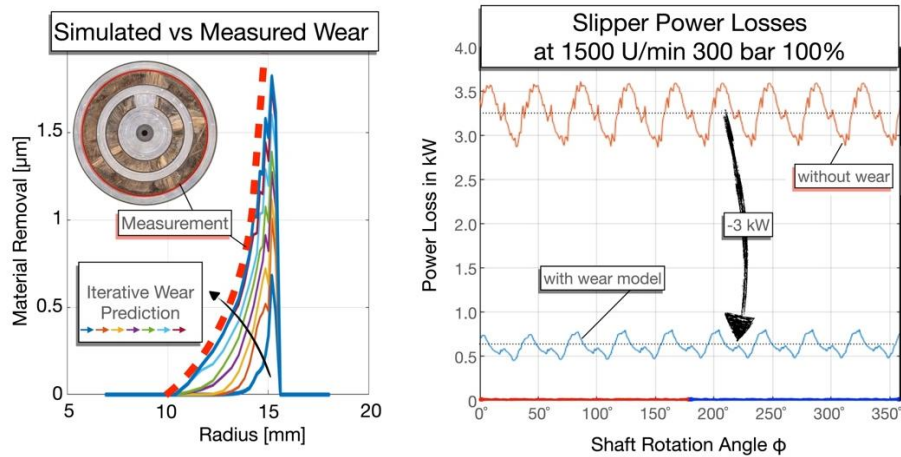 Simulated vs Measured Wear
Material Removal [µm]
1.5
1
0.5
0
Measurement
Iterative Wear
Prediction
5
10
15
20
Radius [mm]
Slipper Power Losses
at 1500 U/min 300 bar 100%
Power Loss in kW
4.0
3.5
3.0
2.5
2.0
1.5
1.0
0.5
0
without wear
-3 kW
with wear model
0°
50°
100°
150°
200°
250°
300°
350°
Shaft Rotation Angle ϕ